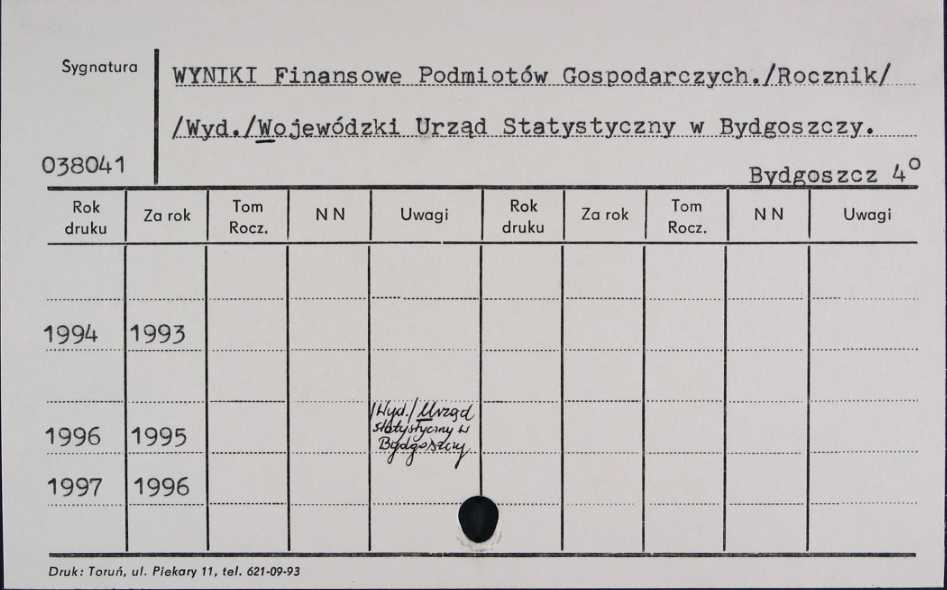 Sygnatura
WYNIKI Finansowe Podmiotów Gospodarczych./Rocznik/
/Wyd./Wojewódzki Urząd Statystyczny w Bydgoszczy.
038041
Bydgoszcz 4°
Rok druku Za rok Tom Rocz. N N Uwagi Rok druku Za rok Tom Rocz. N N Uwagi
1994 1993
/Wyd./ Urząd
statystyczny w
1996 1995 Bydgoszczy
1997 1996
Druk: Toruń, ul. Piekary 11, tel. 621-09-93